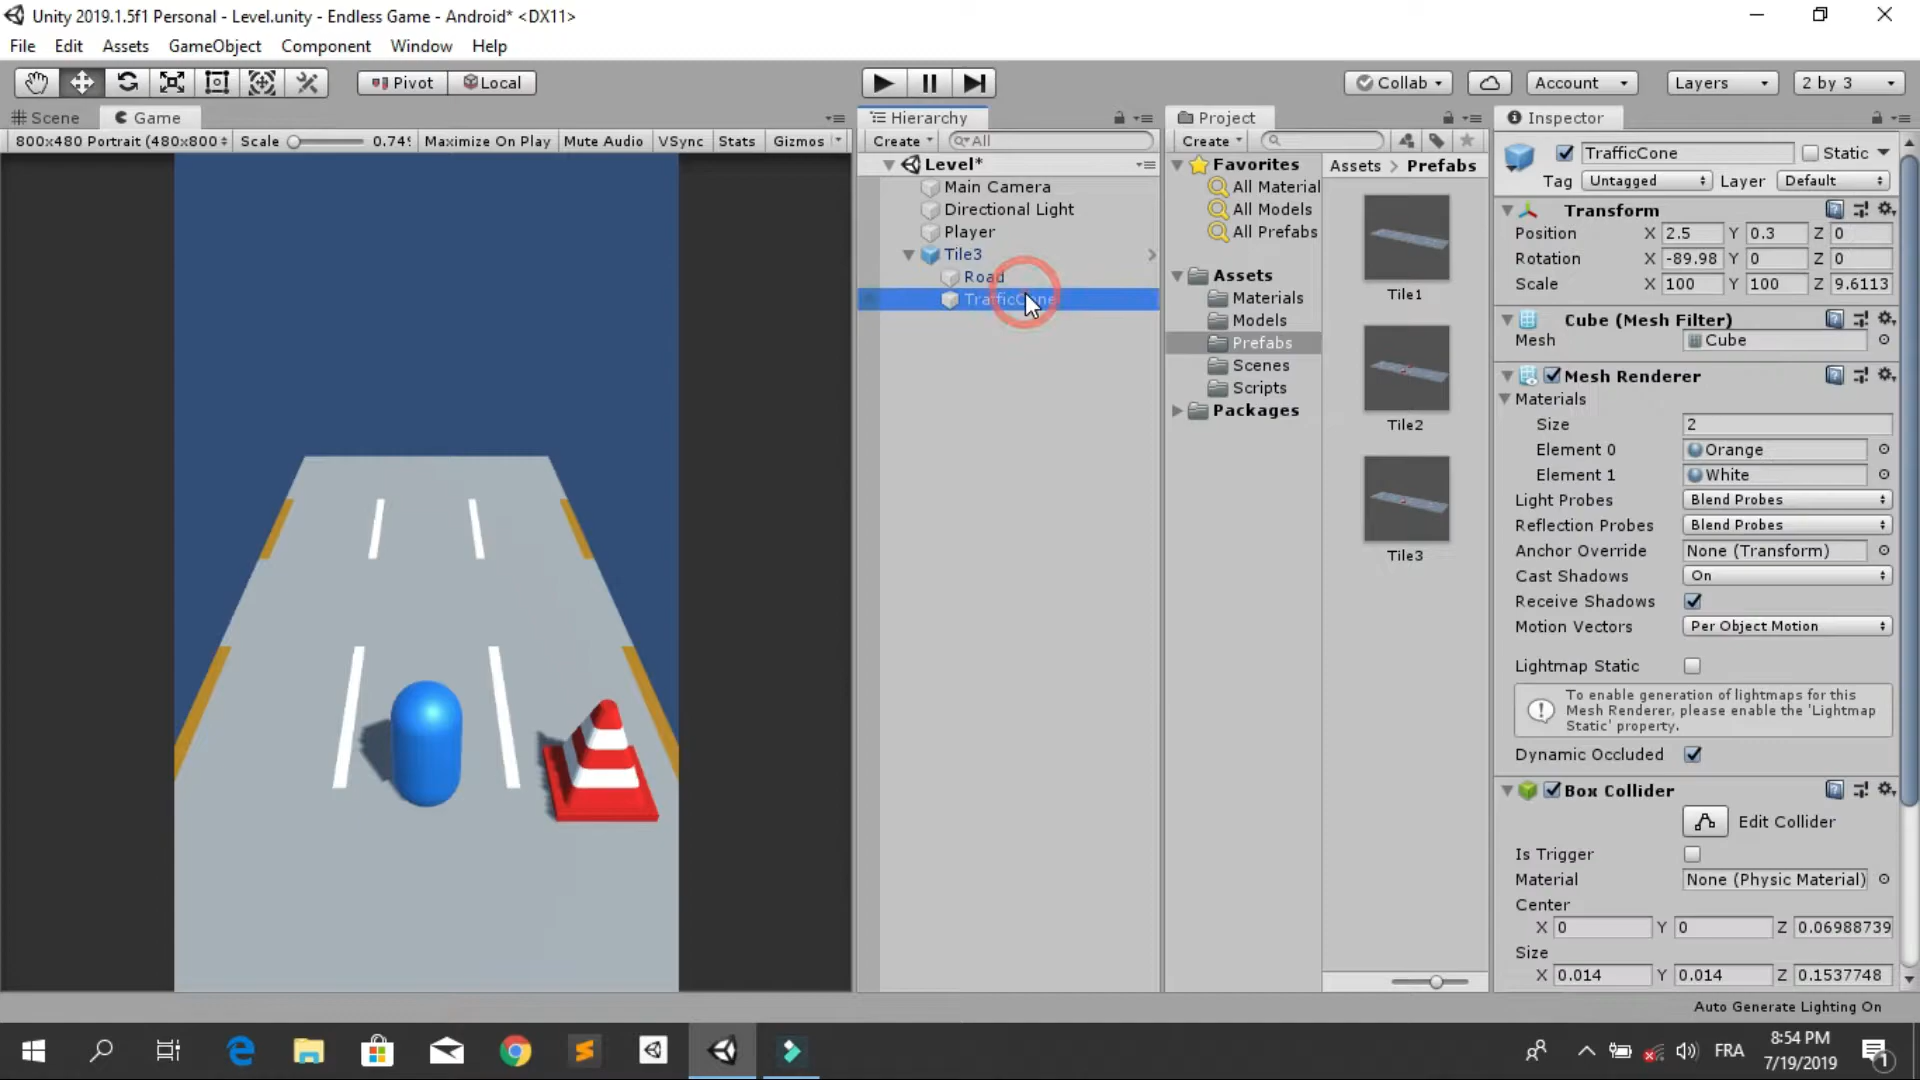 Unity 2019.1.5f1 Personal - Level.unity - Endless Game - Android* <DX11>
File Edit Assets GameObject Component Window Help
Pivot Local Collab Account Layers 2 by 3
Scene Game Hierarchy Project Inspector
800x480 Portrait (480x800 Scale 0.74 Maximize On Play Mute Audio VSync Stats Gizmos
Create All
Level*
Main Camera
Directional Light
Player
Tile3
Road
TrafficCone
Create
Favorites
All Material
All Models
All Prefabs
Assets
Materials
Models
Prefabs
Scenes
Scripts
Packages
Assets > Prefabs
Tile1
Tile2
Tile3
TrafficCone Static
Tag Untagged Layer Default
Transform
Position X 2.5 Y 0.3 Z 0
Rotation X -89.98 Y 0 Z 0
Scale X 100 Y 100 Z 9.6113
Cube (Mesh Filter)
Mesh Cube
Mesh Renderer
Materials
Size 2
Element 0 Orange
Element 1 White
Light Probes Blend Probes
Reflection Probes Blend Probes
Anchor Override None (Transform)
Cast Shadows On
Receive Shadows
Motion Vectors Per Object Motion
Lightmap Static
To enable generation of lightmaps for this
Mesh Renderer, please enable the 'Lightmap
Static' property.
Dynamic Occluded
Box Collider
Edit Collider
Is Trigger
Material None (Physic Material)
Center
X 0 Y 0 Z 0.06988739
Size
X 0.014 Y 0.014 Z 0.1537748
Auto Generate Lighting On
FRA
8:54 PM
7/19/2019
1